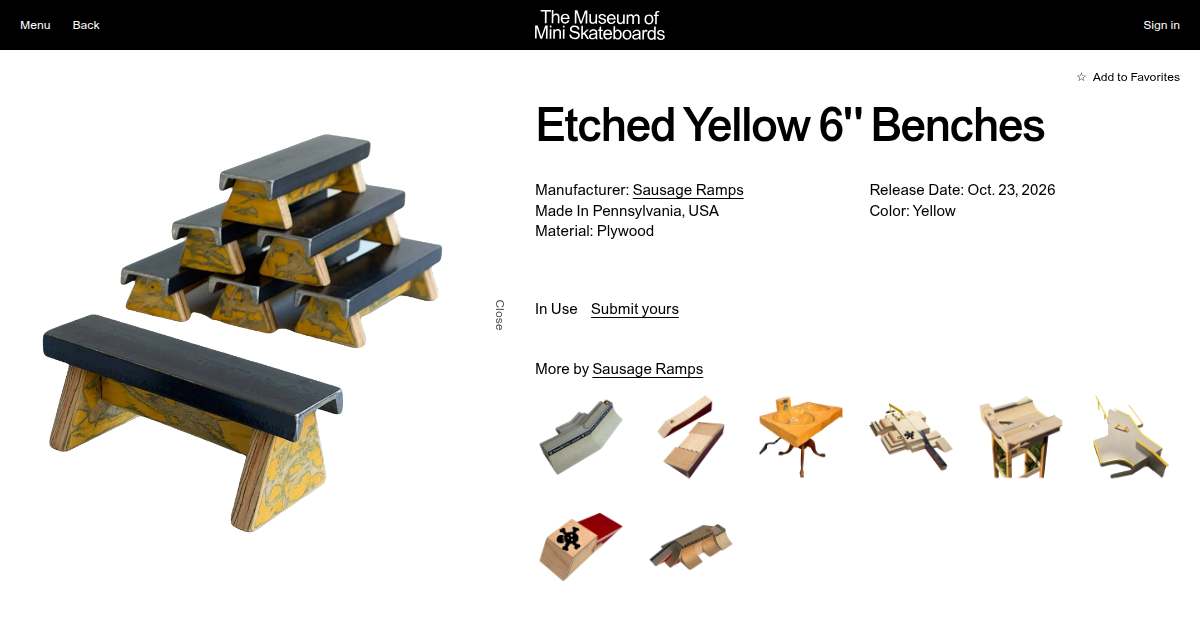 Menu
Back
The Museum of
Mini Skateboards
Sign in
☆ Add to Favorites
Etched Yellow 6" Benches
Manufacturer: Sausage Ramps
Made In Pennsylvania, USA
Material: Plywood
Release Date: Oct. 23, 2026
Color: Yellow
Close
In Use Submit yours
More by Sausage Ramps